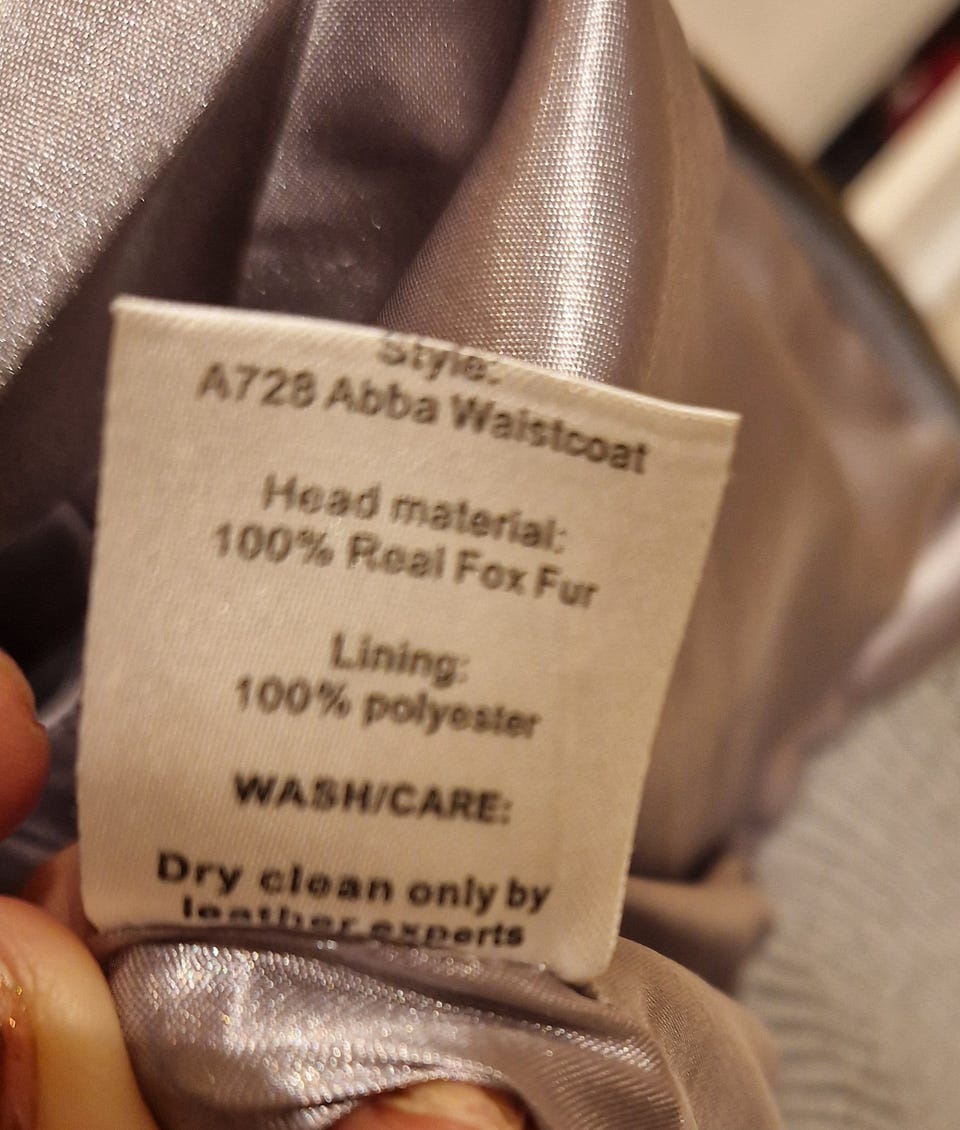 Style:
A728 Abba Waistcoat
Head material:
100% Real Fox Fur
Lining:
100% polyester
WASH/CARE:
Dry clean only by
leather experts